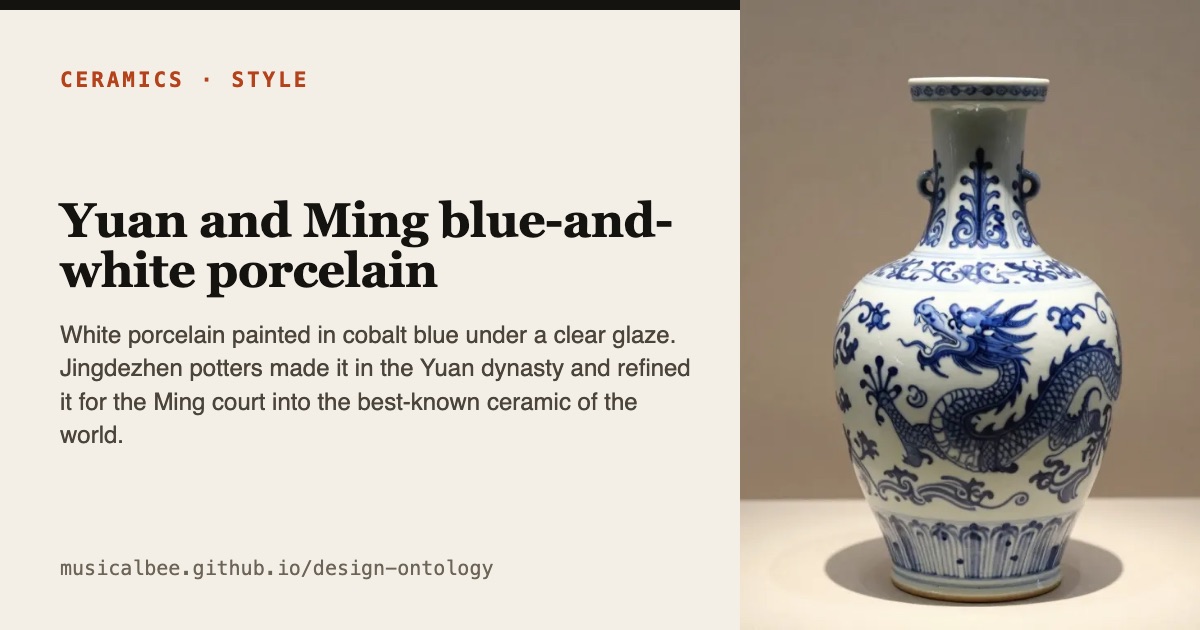 CERAMICS · STYLE
Yuan and Ming blue-and-
white porcelain
White porcelain painted in cobalt blue under a clear glaze.
Jingdezhen potters made it in the Yuan dynasty and refined
it for the Ming court into the best-known ceramic of the
world.
musicalbee.github.io/design-ontology